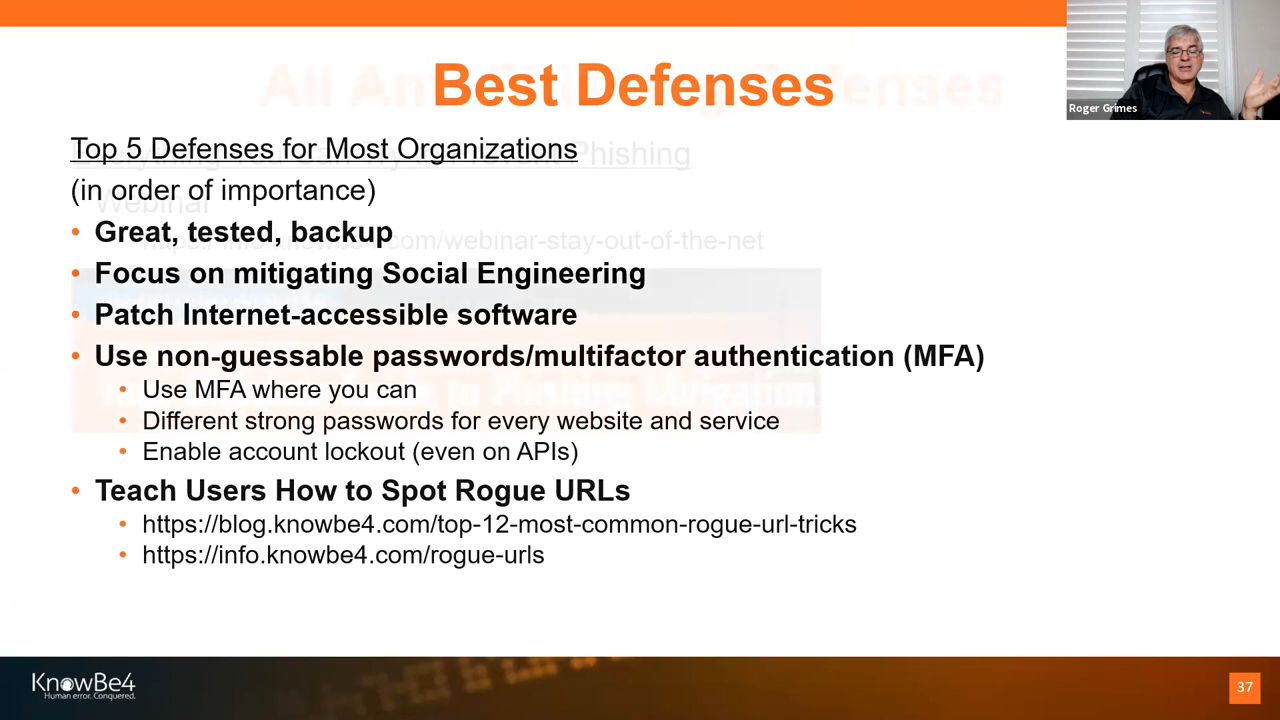 Roger Grimes
Best Defenses
Top 5 Defenses for Most Organizations
(in order of importance)
• Great, tested, backup
• Focus on mitigating Social Engineering
• Patch Internet-accessible software
• Use non-guessable passwords/multifactor authentication (MFA)
• Use MFA where you can
• Different strong passwords for every website and service
• Enable account lockout (even on APIs)
• Teach Users How to Spot Rogue URLs
• https://blog.knowbe4.com/top-12-most-common-rogue-url-tricks
• https://info.knowbe4.com/rogue-urls
KnowBe4
Human error. Conquered.
37